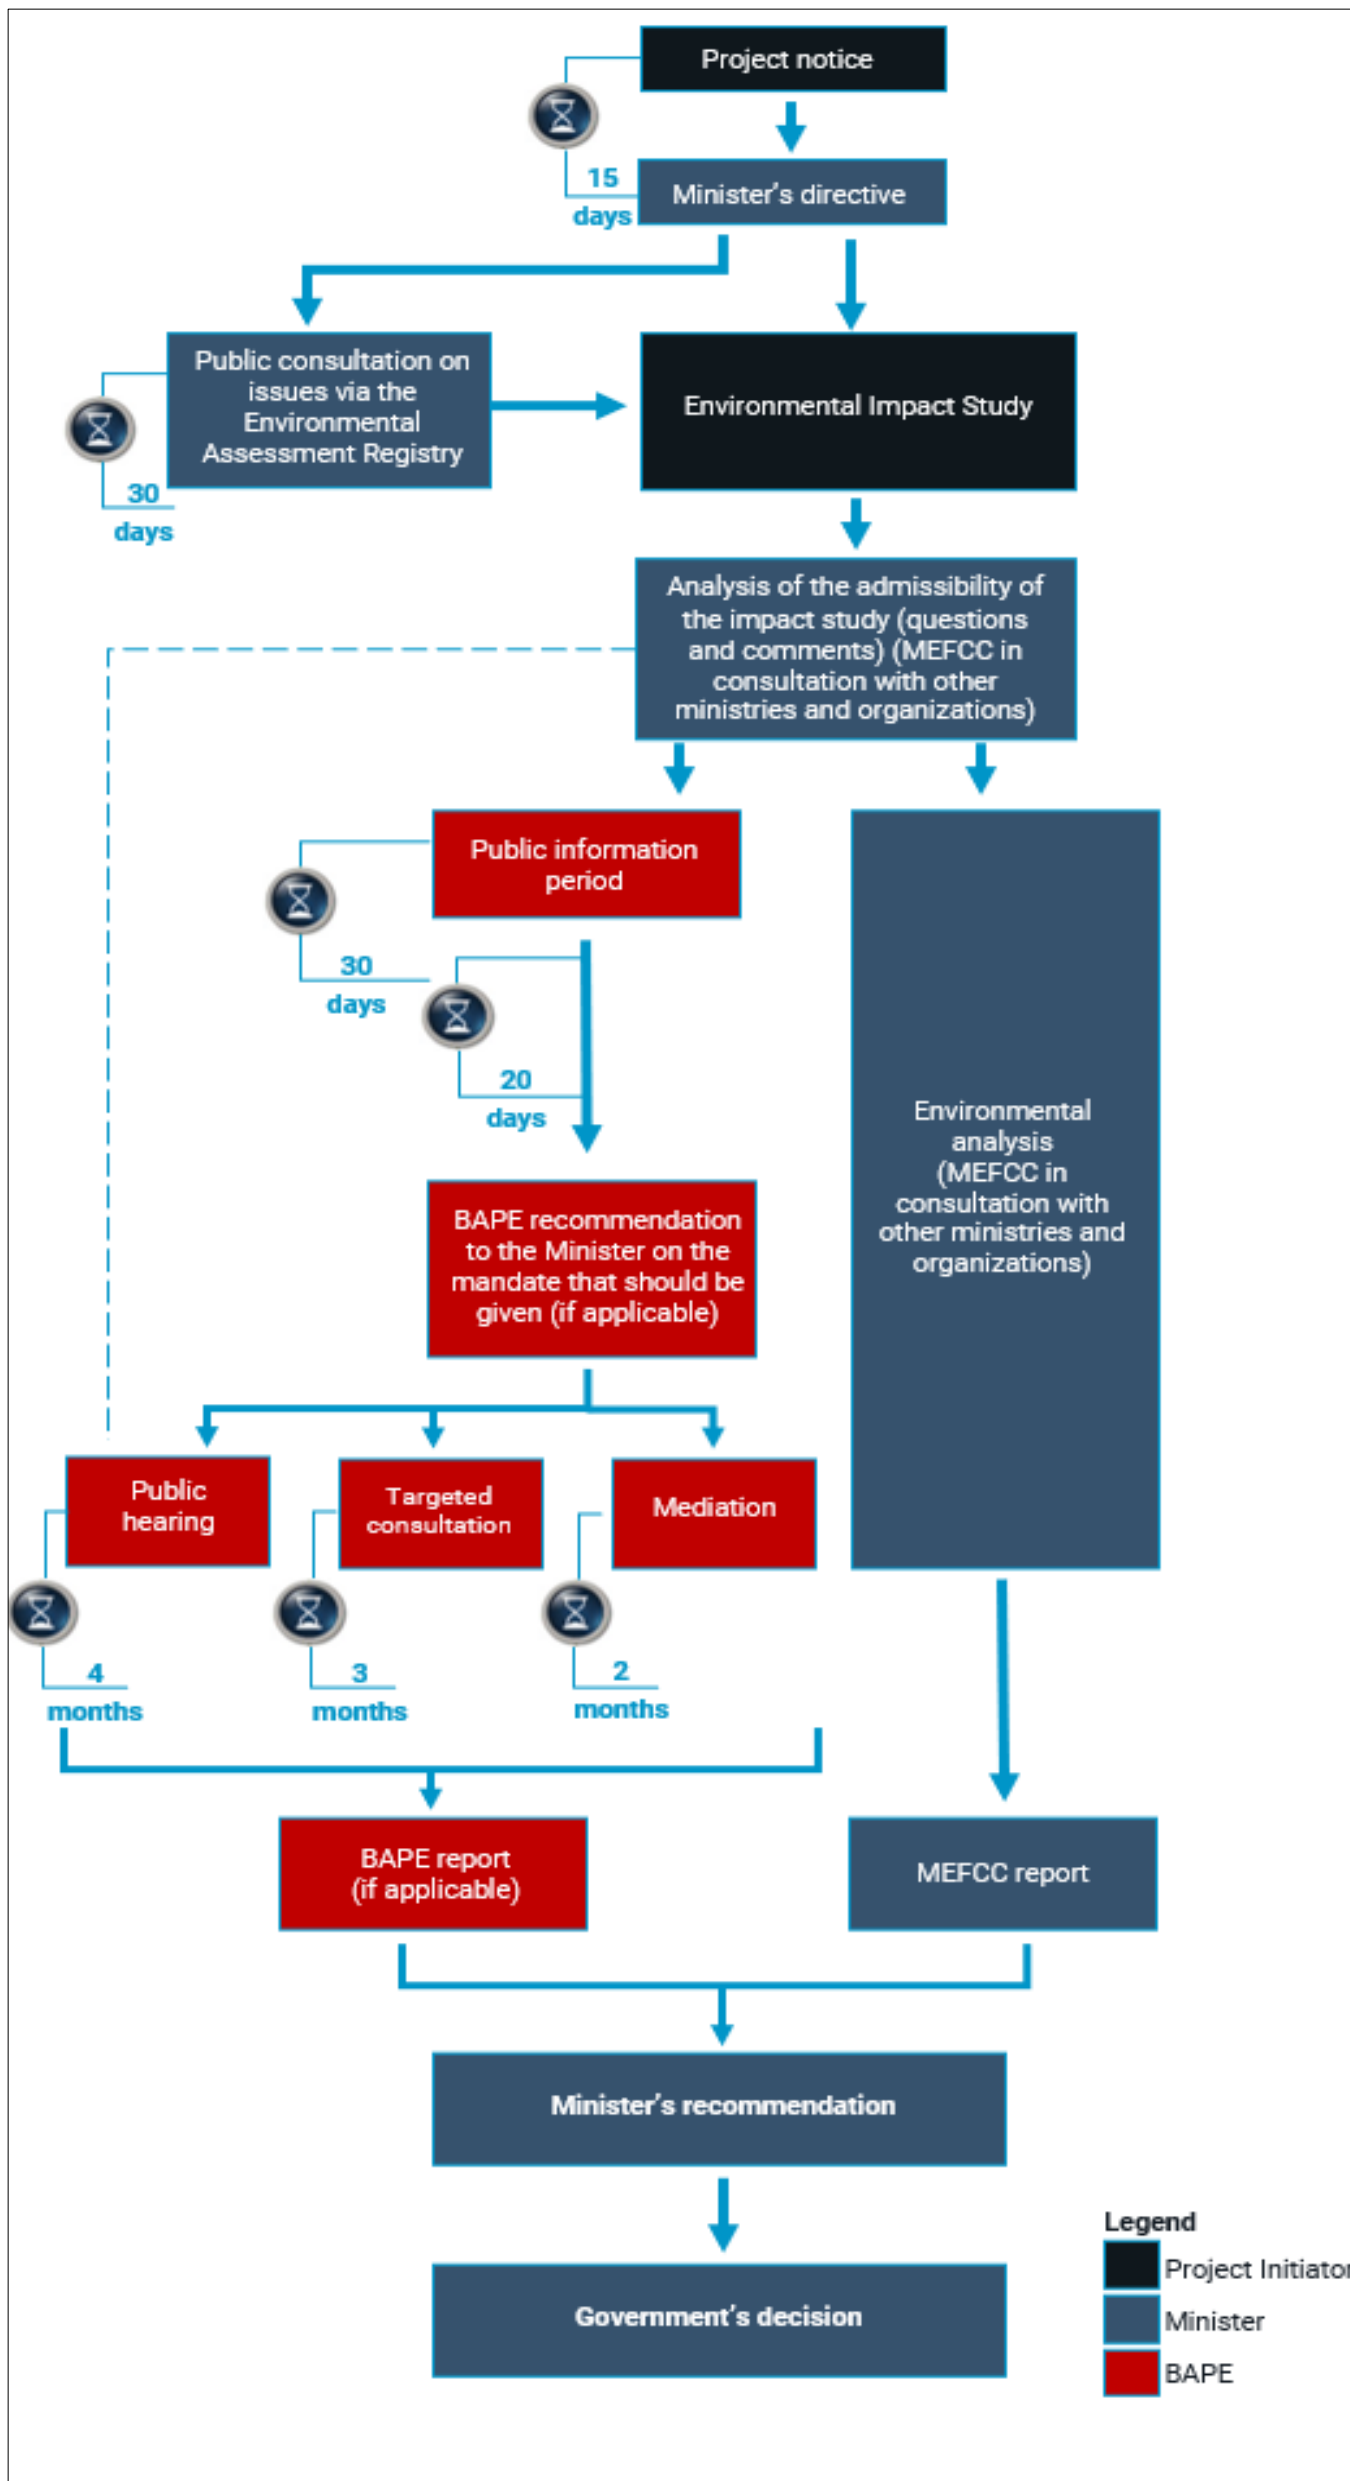 Project notice
15
days
Minister's directive
Public consultation on
issues via the
Environmental
Assessment Registry
30
days
Environmental Impact Study
Analysis of the admissibility of
the impact study (questions
and comments) (MEFCC in
consultation with other
ministries and organizations)
Public information
period
30
days
20
days
Environmental
analysis
(MEFCC in
consultation with
other ministries and
organizations)
BAPE recommendation
to the Minister on the
mandate that should be
given (if applicable)
Public
hearing
Targeted
consultation
Mediation
4
months
3
months
2
months
BAPE report
(if applicable)
MEFCC report
Minister's recommendation
Government's decision
Legend
Project Initiator
Minister
BAPE